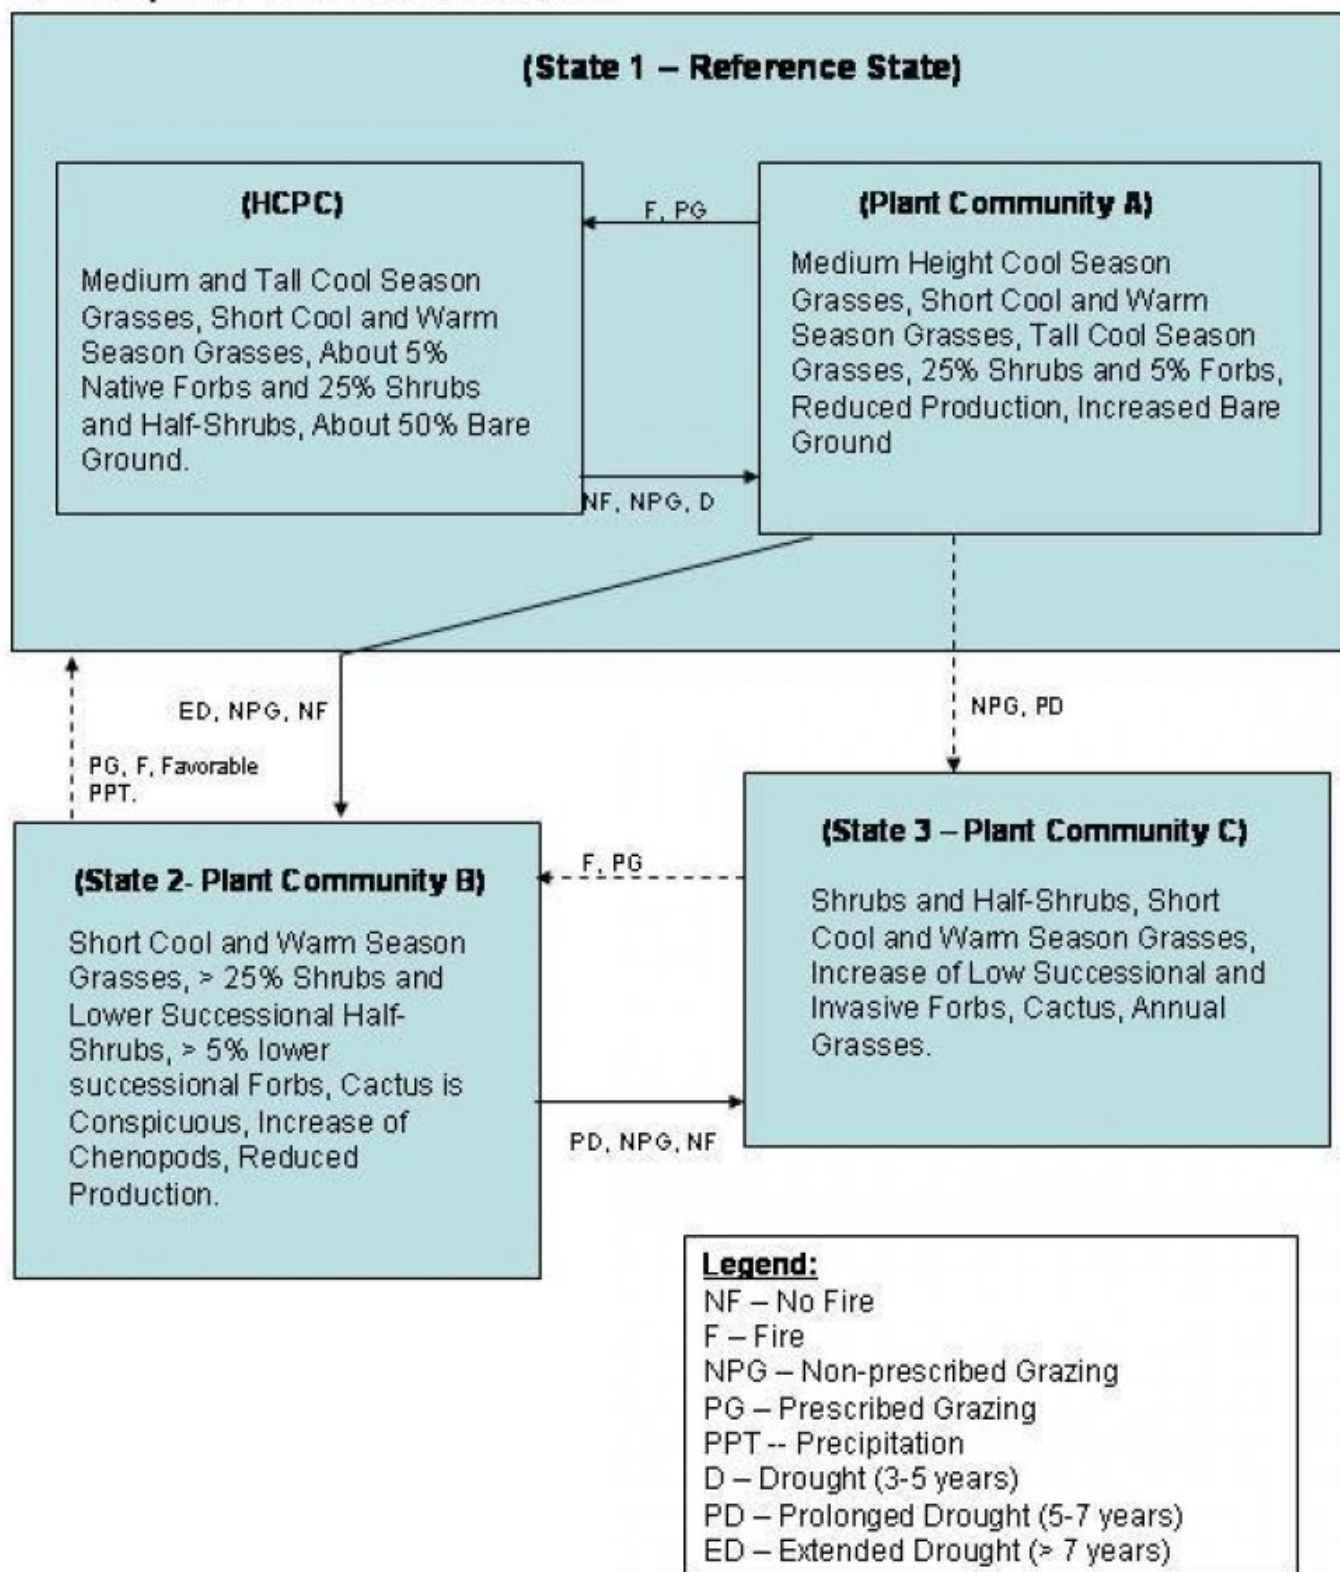 (State 1 – Reference State)
(HCPC)
Medium and Tall Cool Season
Grasses, Short Cool and Warm
Season Grasses, About 5%
Native Forbs and 25% Shrubs
and Half-Shrubs, About 50% Bare
Ground.
F, PG
NF, NPG, D
(Plant Community A)
Medium Height Cool Season
Grasses, Short Cool and Warm
Season Grasses, Tall Cool Season
Grasses, 25% Shrubs and 5% Forbs,
Reduced Production, Increased Bare
Ground
ED, NPG, NF
NPG, PD
PG, F, Favorable
PPT.
(State 2- Plant Community B)
Short Cool and Warm Season
Grasses, > 25% Shrubs and
Lower Successional Half-
Shrubs, > 5% lower
successional Forbs, Cactus is
Conspicuous, Increase of
Chenopods, Reduced
Production.
F, PG
PD, NPG, NF
(State 3 – Plant Community C)
Shrubs and Half-Shrubs, Short
Cool and Warm Season Grasses,
Increase of Low Successional and
Invasive Forbs, Cactus, Annual
Grasses.
Legend:
NF – No Fire
F – Fire
NPG – Non-prescribed Grazing
PG – Prescribed Grazing
PPT -- Precipitation
D – Drought (3-5 years)
PD – Prolonged Drought (5-7 years)
ED – Extended Drought (> 7 years)